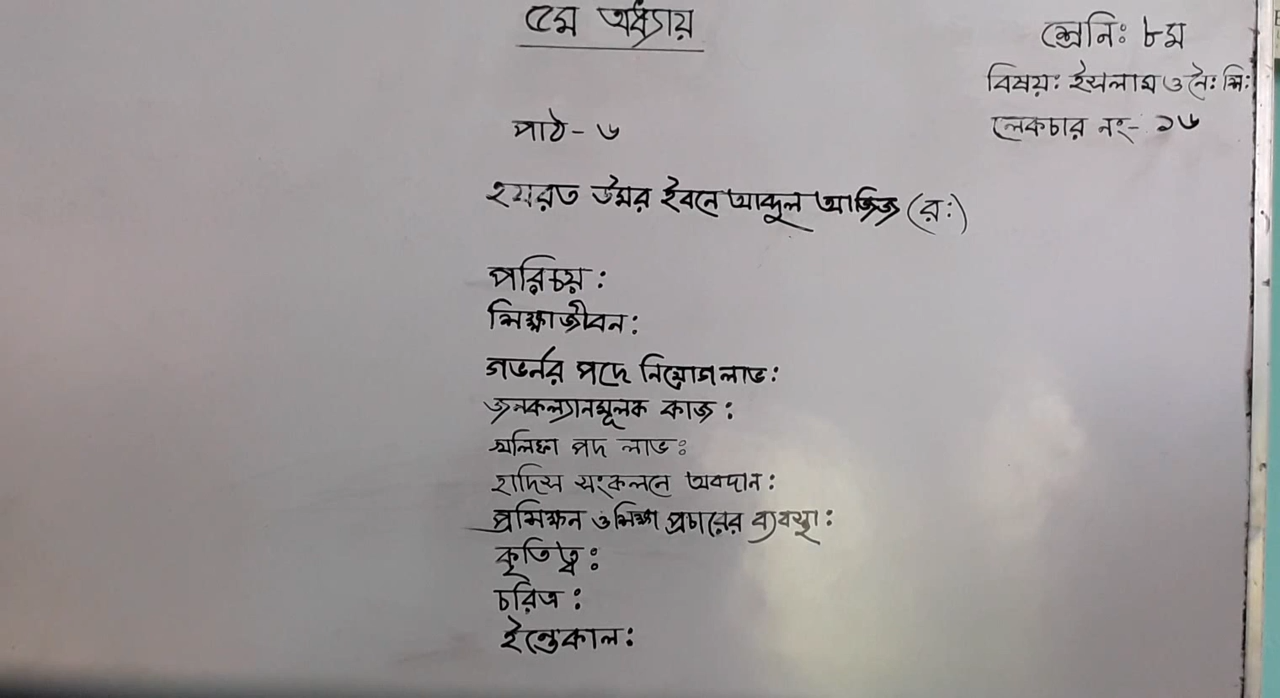 ৫ম অধ্যায়
শ্রেনিঃ ৮ম
বিষয়ঃ ইসলাম ও নৈঃ শিঃ
লেকচার নং- ১৬
পাঠ - ৬
হযরত উমর ইবনে আব্দুল আজিজ (রঃ)
পরিচয় :
শিক্ষাজীবন :
গভর্নর পদে নিয়োগ লাভ :
জনকল্যানমূলক কাজ :
খলিফা পদ লাভ :
হাদিস সংকলনে অবদান :
প্রশিক্ষন ও শিক্ষা প্রচারের ব্যবস্থা :
কৃতিত্ব :
চরিত্র :
ইন্তেকাল :